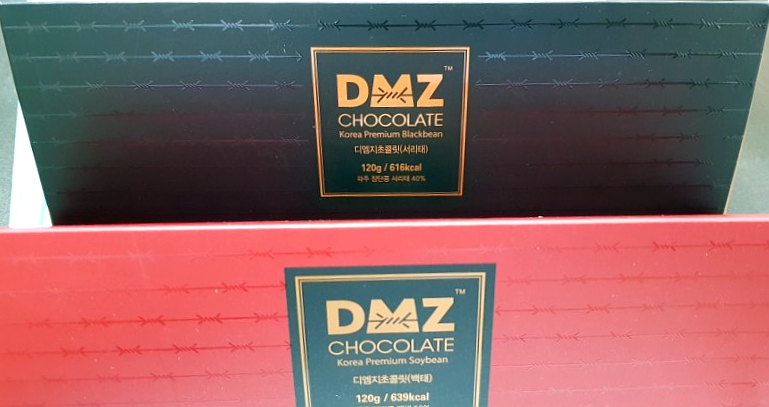 DMZ™
CHOCOLATE
Korea Premium Blackbean
디엠지초콜릿(서리태)
120g / 616kcal
파주 장단콩 서리태 40%
DMZ™
CHOCOLATE
Korea Premium Soybean
디엠지초콜릿(백태)
120g / 639kcal